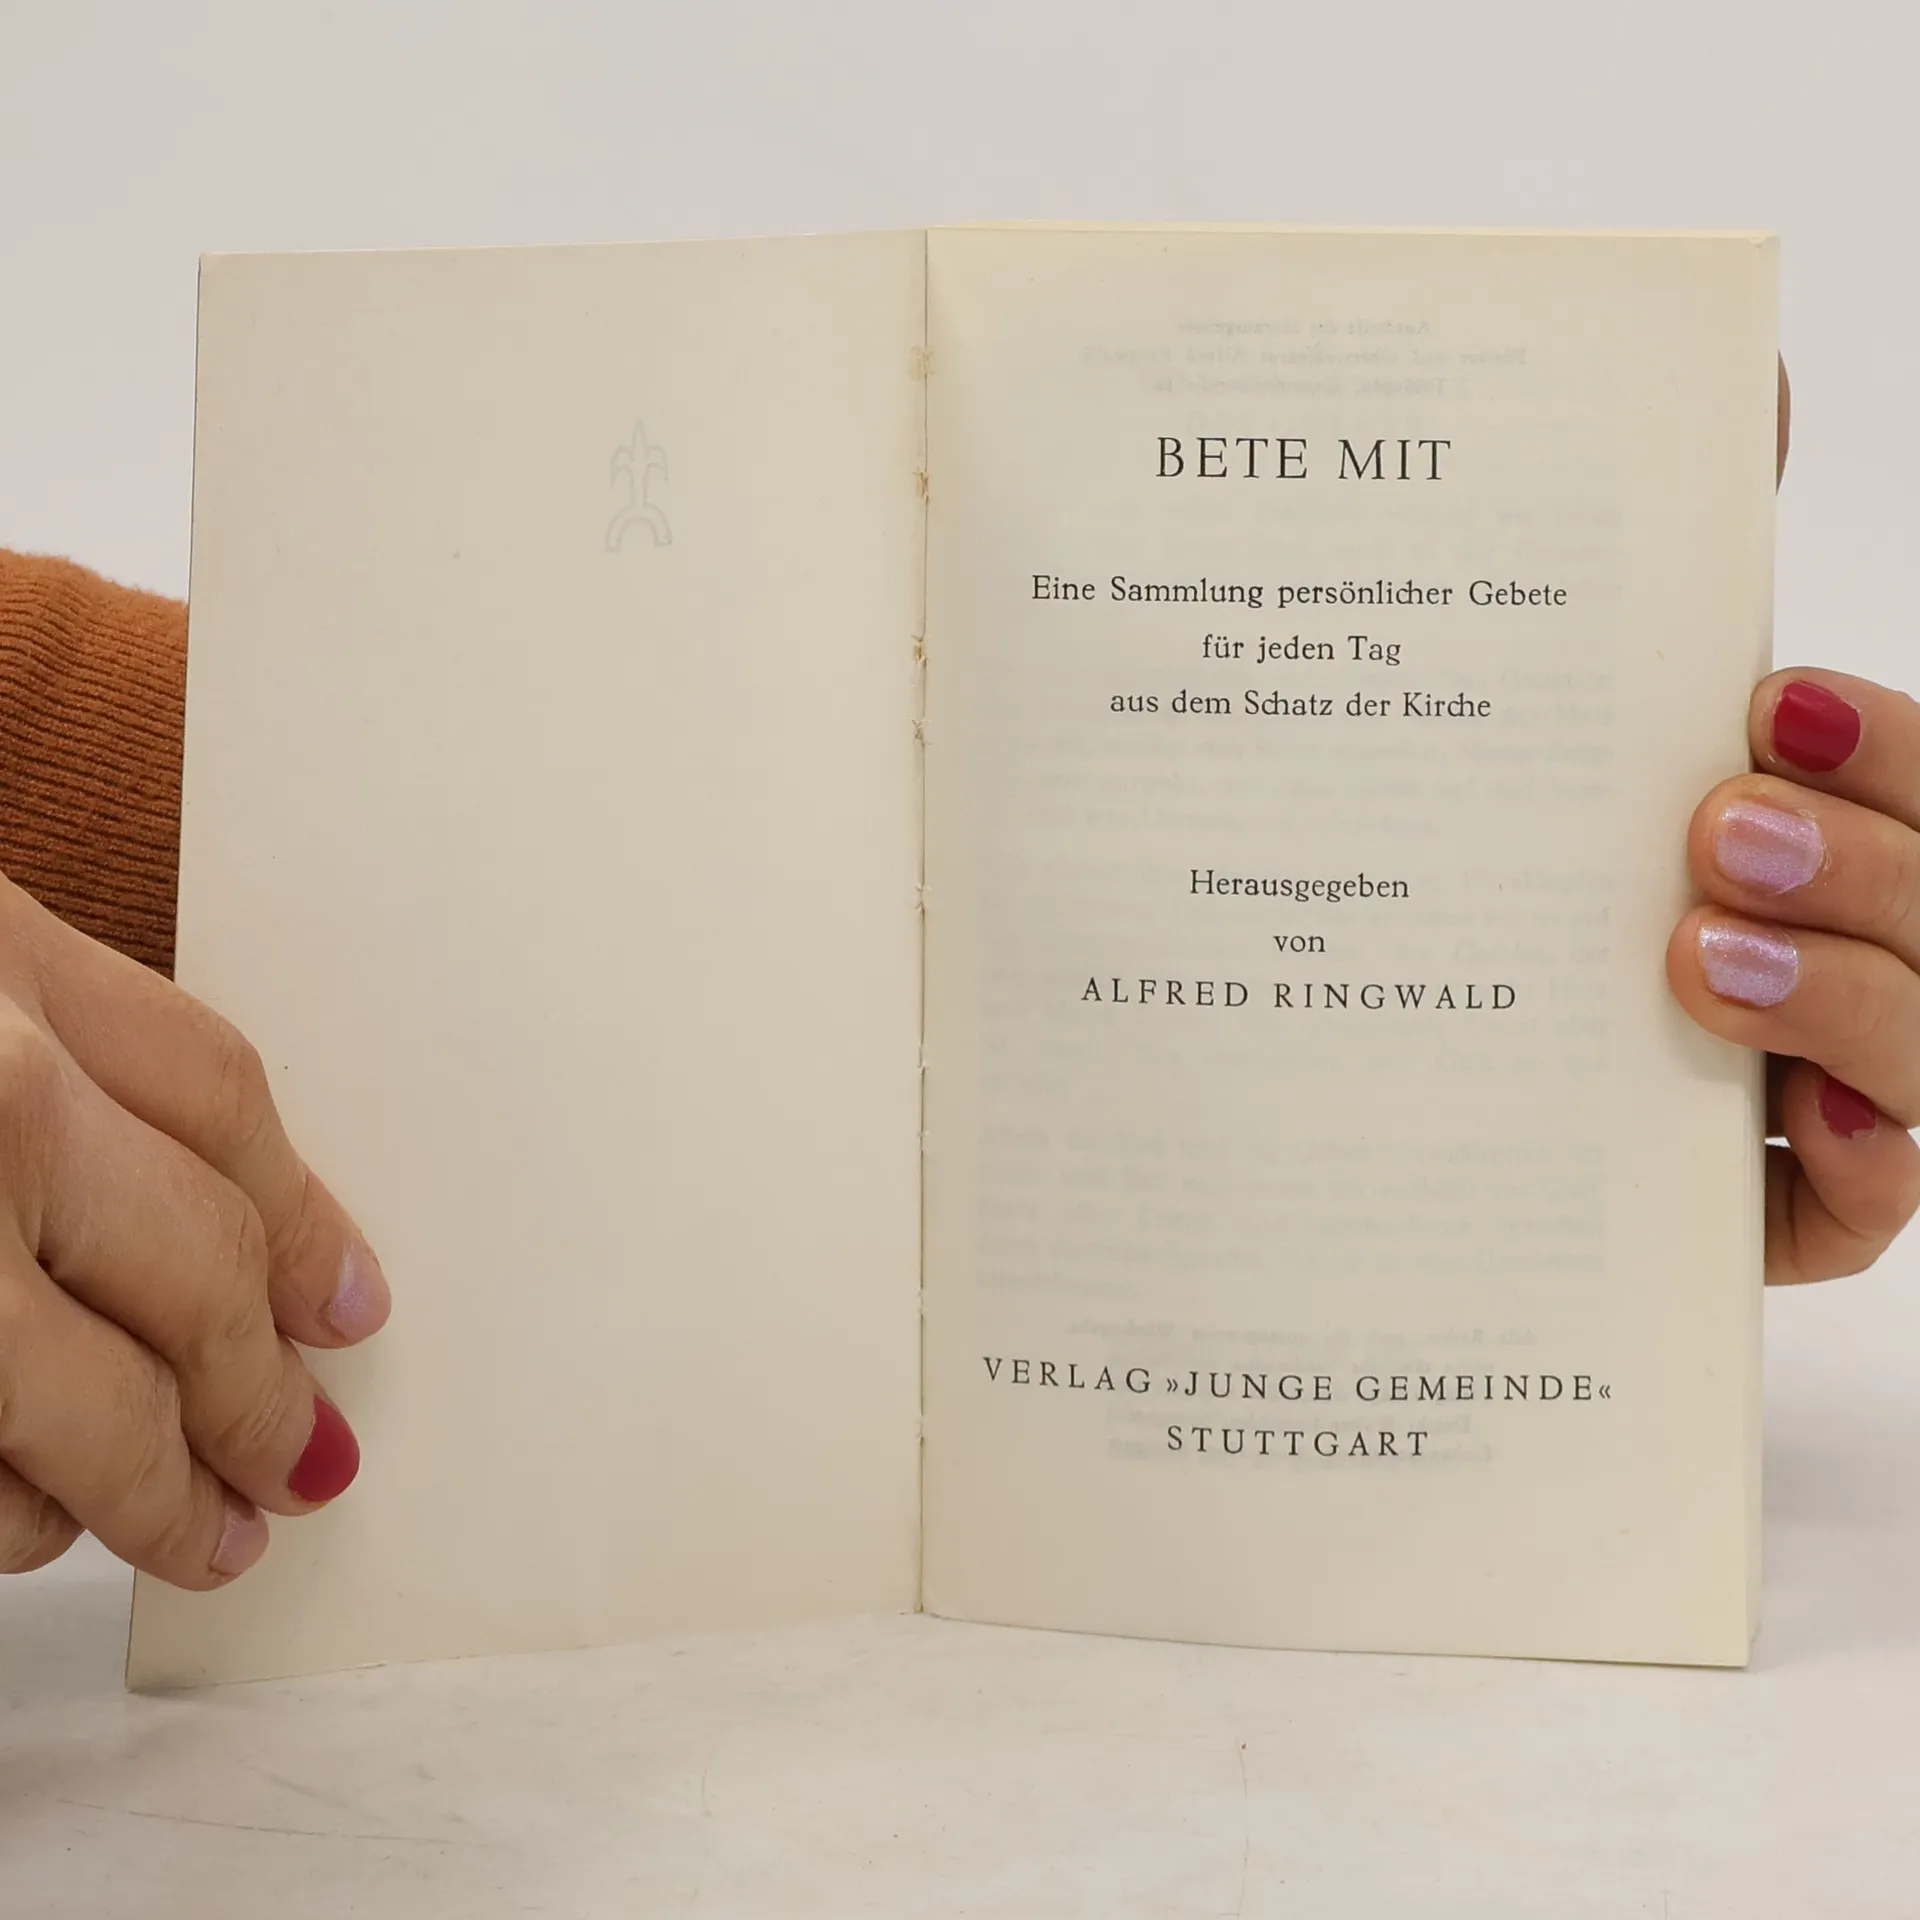 BETE MIT
Eine Sammlung persönlicher Gebete
für jeden Tag
aus dem Schatz der Kirche
Herausgegeben
von
ALFRED RINGWALD
VERLAG »JUNGE GEMEINDE«
STUTTGART